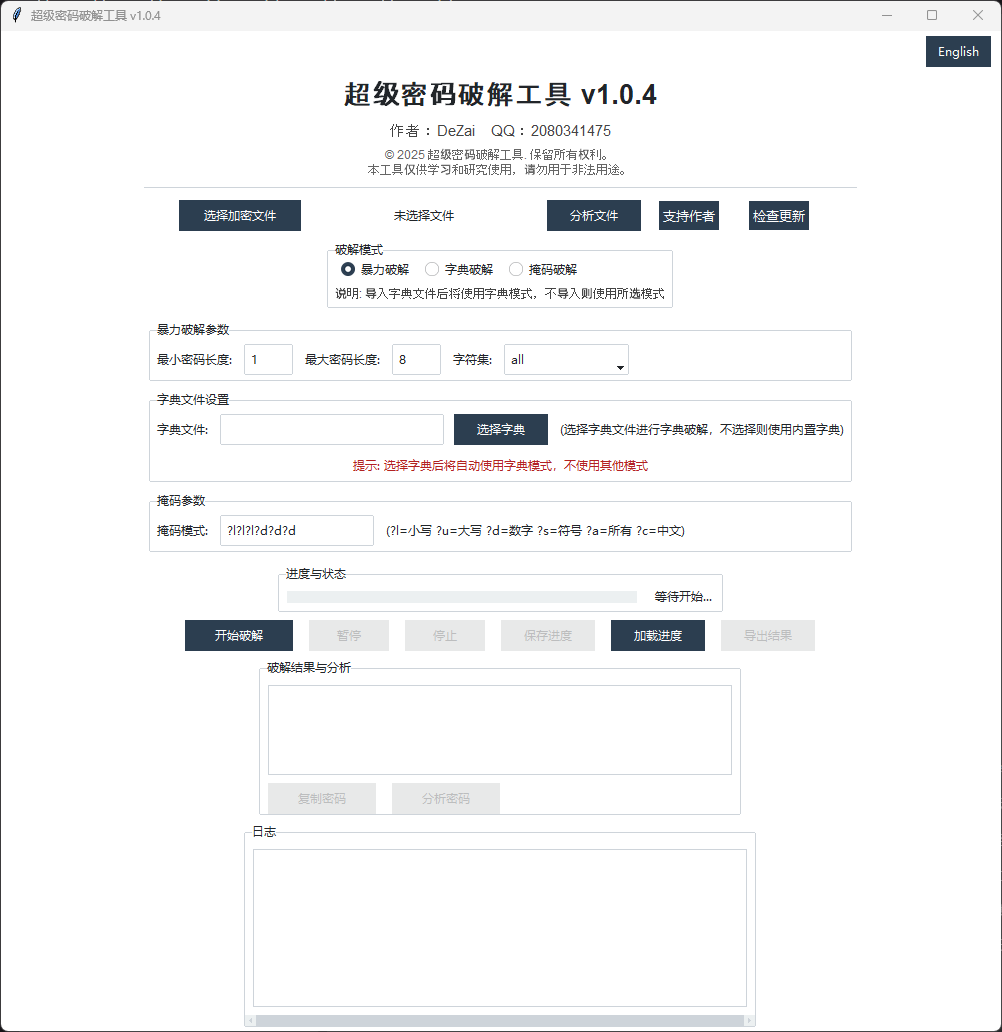 超级密码破解工具 v1.0.4
English
超级密码破解工具 v1.0.4
作者：DeZai QQ：2080341475
© 2025 超级密码破解工具. 保留所有权利。
本工具仅供学习和研究使用，请勿用于非法用途。
选择加密文件 未选择文件 分析文件 支持作者 检查更新
破解模式
暴力破解 字典破解 掩码破解
说明: 导入字典文件后将使用字典模式，不导入则使用所选模式
暴力破解参数
最小密码长度: 1 最大密码长度: 8 字符集: all
字典文件设置
字典文件: 选择字典 (选择字典文件进行字典破解，不选择则使用内置字典)
提示: 选择字典后将自动使用字典模式，不使用其他模式
掩码参数
掩码模式: ?l?l?l?d?d?d (?l=小写 ?u=大写 ?d=数字 ?s=符号 ?a=所有 ?c=中文)
进度与状态
等待开始...
开始破解 暂停 停止 保存进度 加载进度 导出结果
破解结果与分析
复制密码 分析密码
日志